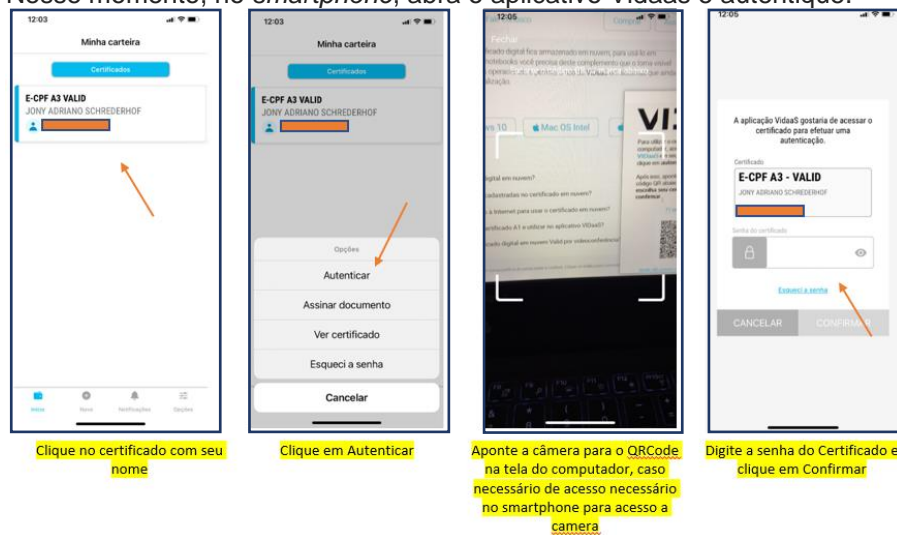 Nesse momento, no smartphone, abra o aplicativo Vidaas e autentique.
12:03
Minha carteira
Certificados
E-CPF A3 VALID
JONY ADRIANO SCHREDERHOF
Início
Nova
Notificações
Opções
Clique no certificado com seu
nome
12:03
Minha carteira
Certificados
E-CPF A3 VALID
JONY ADRIANO SCHREDERHOF
Opções
Autenticar
Assinar documento
Ver certificado
Esqueci a senha
Cancelar
Clique em Autenticar
12:05
Fechar
Mac OS Intel
Aponte a câmera para o QRCode
na tela do computador, caso
necessário de acesso necessário
no smartphone para acesso a
camera
12:05
A aplicação VidaaS gostaria de acessar o
certificado para efetuar uma
autenticação.
Certificado
E-CPF A3 - VALID
JONY ADRIANO SCHREDERHOF
Senha do certificado
Esqueci a senha
CANCELAR
CONFIRMAR
Digite a senha do Certificado e
clique em Confirmar